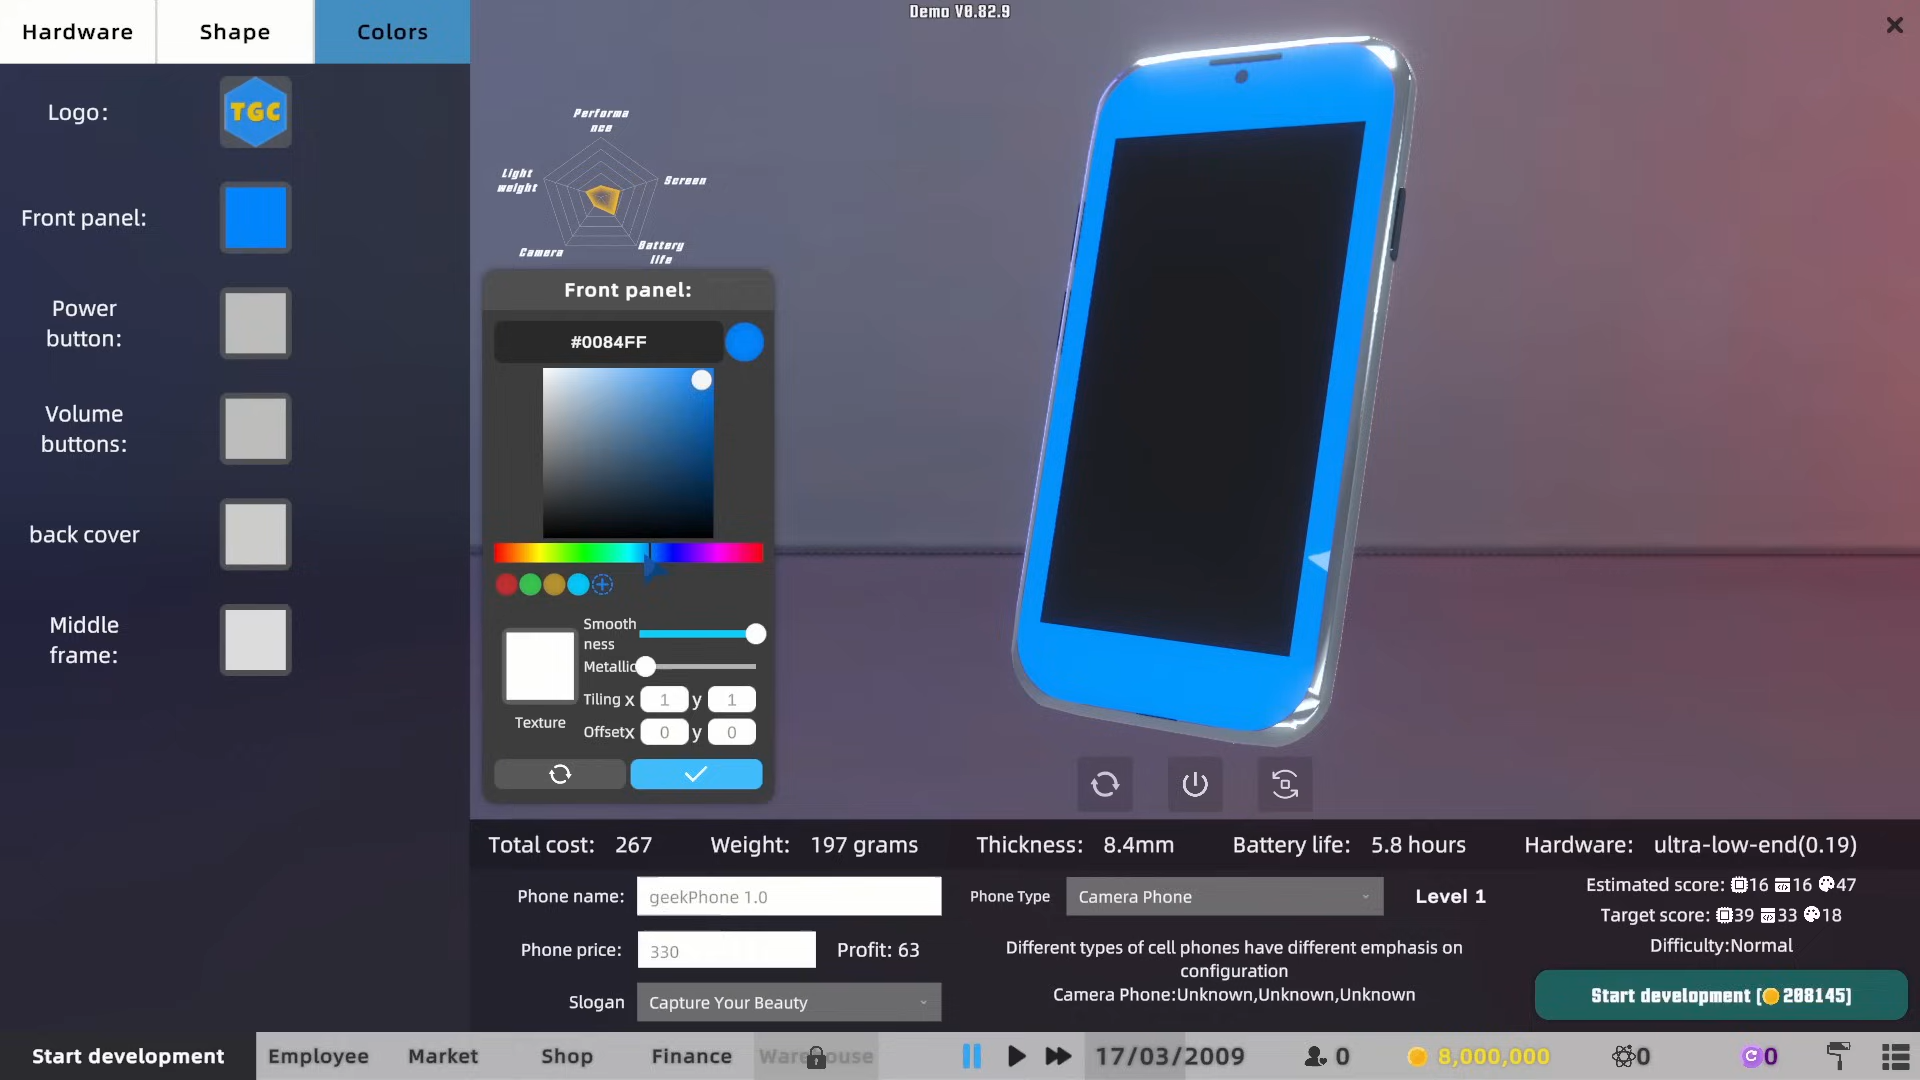 Demo V0.82.9
Hardware
Shape
Colors
Logo:
TGC
Front panel:
Power
button:
Volume
buttons:
back cover
Middle
frame:
Performa
nce
Light
weight
Screen
Camera
Battery
life
Front panel:
#0084FF
Smooth
ness
Metallic
Tiling x 1 y 1
Texture
Offsetx 0 y 0
Total cost: 267
Weight: 197 grams
Thickness: 8.4mm
Battery life: 5.8 hours
Hardware: ultra-low-end(0.19)
Phone name: geekPhone 1.0
Phone Type Camera Phone
Level 1
Estimated score: 16 16 47
Target score: 39 33 18
Difficulty:Normal
Phone price: 330
Profit: 63
Different types of cell phones have different emphasis on
configuration
Camera Phone:Unknown,Unknown,Unknown
Slogan Capture Your Beauty
Start development [208145]
Start development
Employee
Market
Shop
Finance
Warehouse
17/03/2009
0
8,000,000
0
0